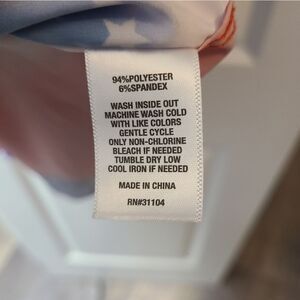 94%POLYESTER
6%SPANDEX
WASH INSIDE OUT
MACHINE WASH COLD
WITH LIKE COLORS
GENTLE CYCLE
ONLY NON-CHLORINE
BLEACH IF NEEDED
TUMBLE DRY LOW
COOL IRON IF NEEDED
MADE IN CHINA
RN#31104